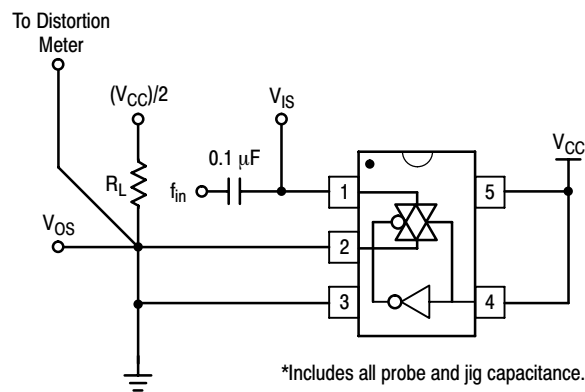 To Distortion
Meter
(V_CC)/2
V_IS
0.1 μF
V_CC
R_L
f_in
1
5
V_OS
2
3
4
*Includes all probe and jig capacitance.